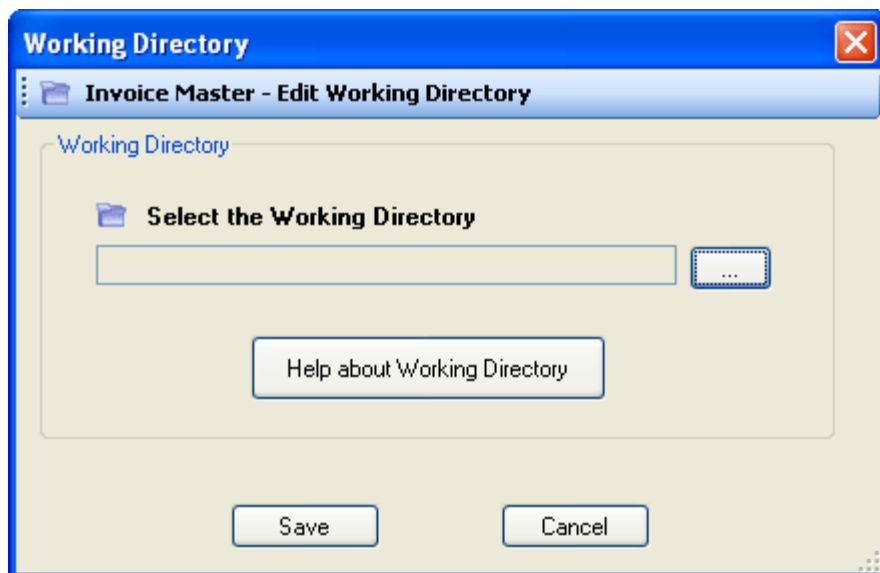 Working Directory
Invoice Master - Edit Working Directory
Working Directory
Select the Working Directory
...
Help about Working Directory
Save
Cancel